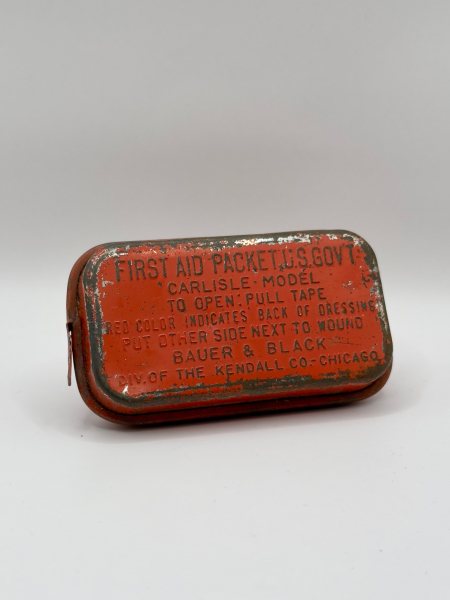 FIRST AID PACKET, U.S. GOV'T
CARLISLE MODEL
TO OPEN: PULL TAPE
RED COLOR INDICATES BACK OF DRESSING
PUT OTHER SIDE NEXT TO WOUND
BAUER & BLACK
DIV. OF THE KENDALL CO.-CHICAGO